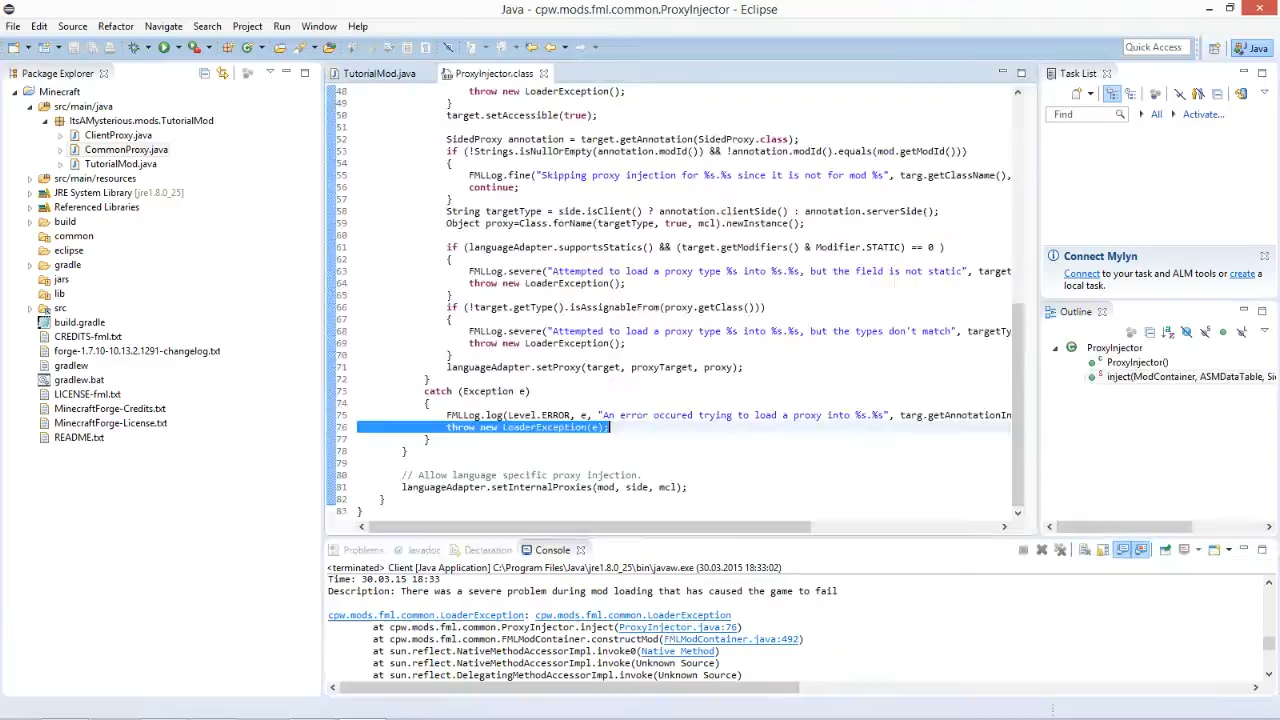 Java - cpw.mods.fml.common.ProxyInjector - Eclipse
File Edit Source Refactor Navigate Search Project Run Window Help
Quick Access
Java
Package Explorer
Minecraft
src/main/java
ItsAMysterious.mods.TutorialMod
ClientProxy.java
CommonProxy.java
TutorialMod.java
src/main/resources
JRE System Library [jre1.8.0_25]
Referenced Libraries
build
common
eclipse
gradle
jars
lib
src
build.gradle
CREDITS-fml.txt
forge-1.7.10-10.13.2.1291-changelog.txt
gradlew
gradlew.bat
LICENSE-fml.txt
MinecraftForge-Credits.txt
MinecraftForge-License.txt
README.txt
TutorialMod.java
ProxyInjector.class
48 throw new LoaderException();
49 }
50 target.setAccessible(true);
51
52 SidedProxy annotation = target.getAnnotation(SidedProxy.class);
53 if (!Strings.isNullOrEmpty(annotation.modId()) && !annotation.modId().equals(mod.getModId()))
54 {
55 FMLLog.fine("Skipping proxy injection for %s.%s since it is not for mod %s", targ.getClassName(),
56 continue;
57 }
58 String targetType = side.isClient() ? annotation.clientSide() : annotation.serverSide();
59 Object proxy=Class.forName(targetType, true, mcl).newInstance();
60
61 if (languageAdapter.supportsStatics() && (target.getModifiers() & Modifier.STATIC) == 0 )
62 {
63 FMLLog.severe("Attempted to load a proxy type %s into %s.%s, but the field is not static", target
64 throw new LoaderException();
65 }
66 if (!target.getType().isAssignableFrom(proxy.getClass()))
67 {
68 FMLLog.severe("Attempted to load a proxy type %s into %s.%s, but the types don't match", targetTy
69 throw new LoaderException();
70 }
71 languageAdapter.setProxy(target, proxyTarget, proxy);
72 }
73 catch (Exception e)
74 {
75 FMLLog.log(Level.ERROR, e, "An error occured trying to load a proxy into %s.%s", targ.getAnnotationIn
76 throw new LoaderException(e);
77 }
78 }
79
80 // Allow language specific proxy injection.
81 languageAdapter.setInternalProxies(mod, side, mcl);
82 }
83 }
Task List
Find All Activate...
Connect Mylyn
Connect to your task and ALM tools or create a
local task.
Outline
ProxyInjector
ProxyInjector()
inject(ModContainer, ASMDataTable, Si
Problems Javadoc Declaration Console
<terminated> Client [Java Application] C:\Program Files\Java\jre1.8.0_25\bin\javaw.exe (30.03.2015 18:33:02)
Time: 30.03.15 18:33
Description: There was a severe problem during mod loading that has caused the game to fail
cpw.mods.fml.common.LoaderException: cpw.mods.fml.common.LoaderException
at cpw.mods.fml.common.ProxyInjector.inject(ProxyInjector.java:76)
at cpw.mods.fml.common.FMLModContainer.constructMod(FMLModContainer.java:492)
at sun.reflect.NativeMethodAccessorImpl.invoke0(Native Method)
at sun.reflect.NativeMethodAccessorImpl.invoke(Unknown Source)
at sun.reflect.DelegatingMethodAccessorImpl.invoke(Unknown Source)